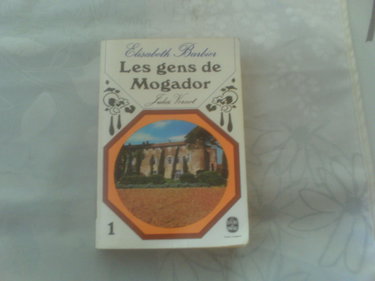 Elisabeth Barbier
Les gens de
Mogador
Julia Vernet
1